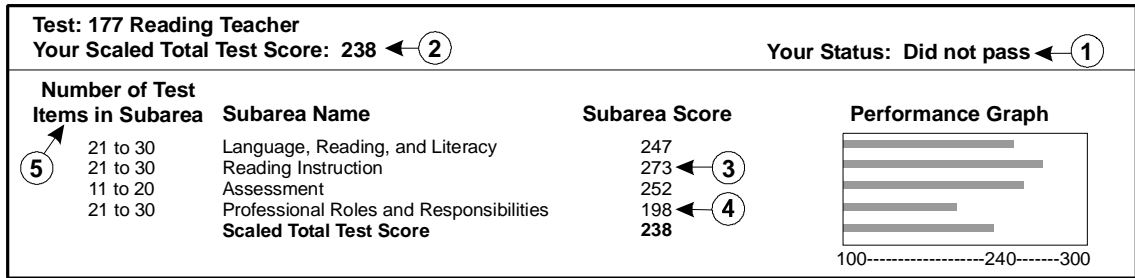 Test: 177 Reading Teacher
Your Scaled Total Test Score: 238 2
Your Status: Did not pass 1
Number of Test
Items in Subarea Subarea Name Subarea Score Performance Graph
5
21 to 30 Language, Reading, and Literacy 247
21 to 30 Reading Instruction 273 3
11 to 20 Assessment 252
21 to 30 Professional Roles and Responsibilities 198 4
Scaled Total Test Score 238
100-------------------240-------300